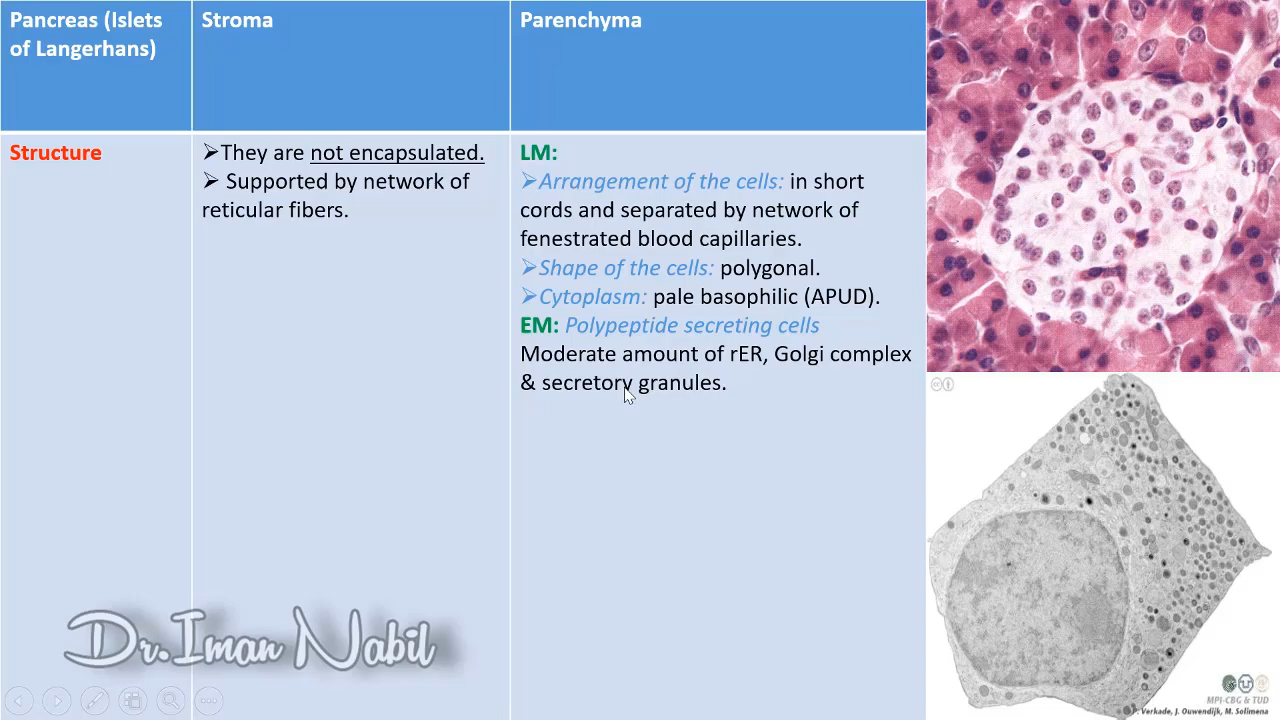 Pancreas (Islets
of Langerhans)
Stroma
Parenchyma
Structure
➢They are not encapsulated.
➢ Supported by network of
reticular fibers.
LM:
➢Arrangement of the cells: in short
cords and separated by network of
fenestrated blood capillaries.
➢Shape of the cells: polygonal.
➢Cytoplasm: pale basophilic (APUD).
EM: Polypeptide secreting cells
Moderate amount of rER, Golgi complex
& secretory granules.
Dr.Iman Nabil
MPI-CBG & TUD
P. Verkade, J. Ouwendijk, M. Solimena